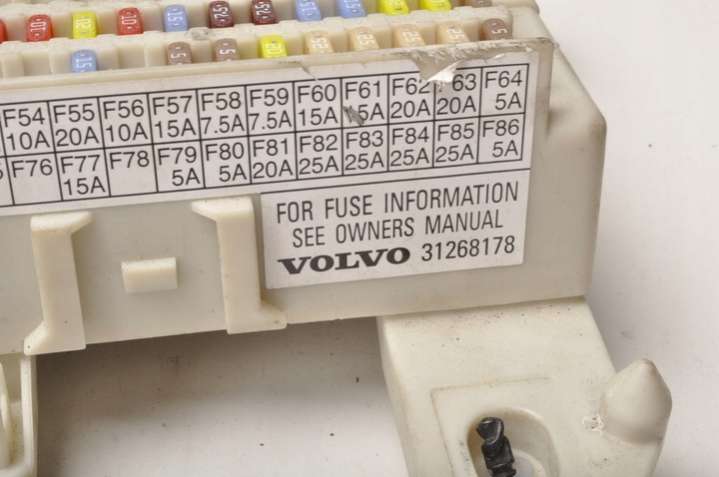 F54 F55 F56 F57 F58 F59 F60 F61 F62 F63 F64
10A 20A 10A 15A 7.5A 7.5A 15A 5A 20A 20A 5A
F76 F77 F78 F79 F80 F81 F82 F83 F84 F85 F86
15A 5A 5A 20A 25A 25A 25A 25A 5A
FOR FUSE INFORMATION
SEE OWNERS MANUAL
VOLVO 31268178